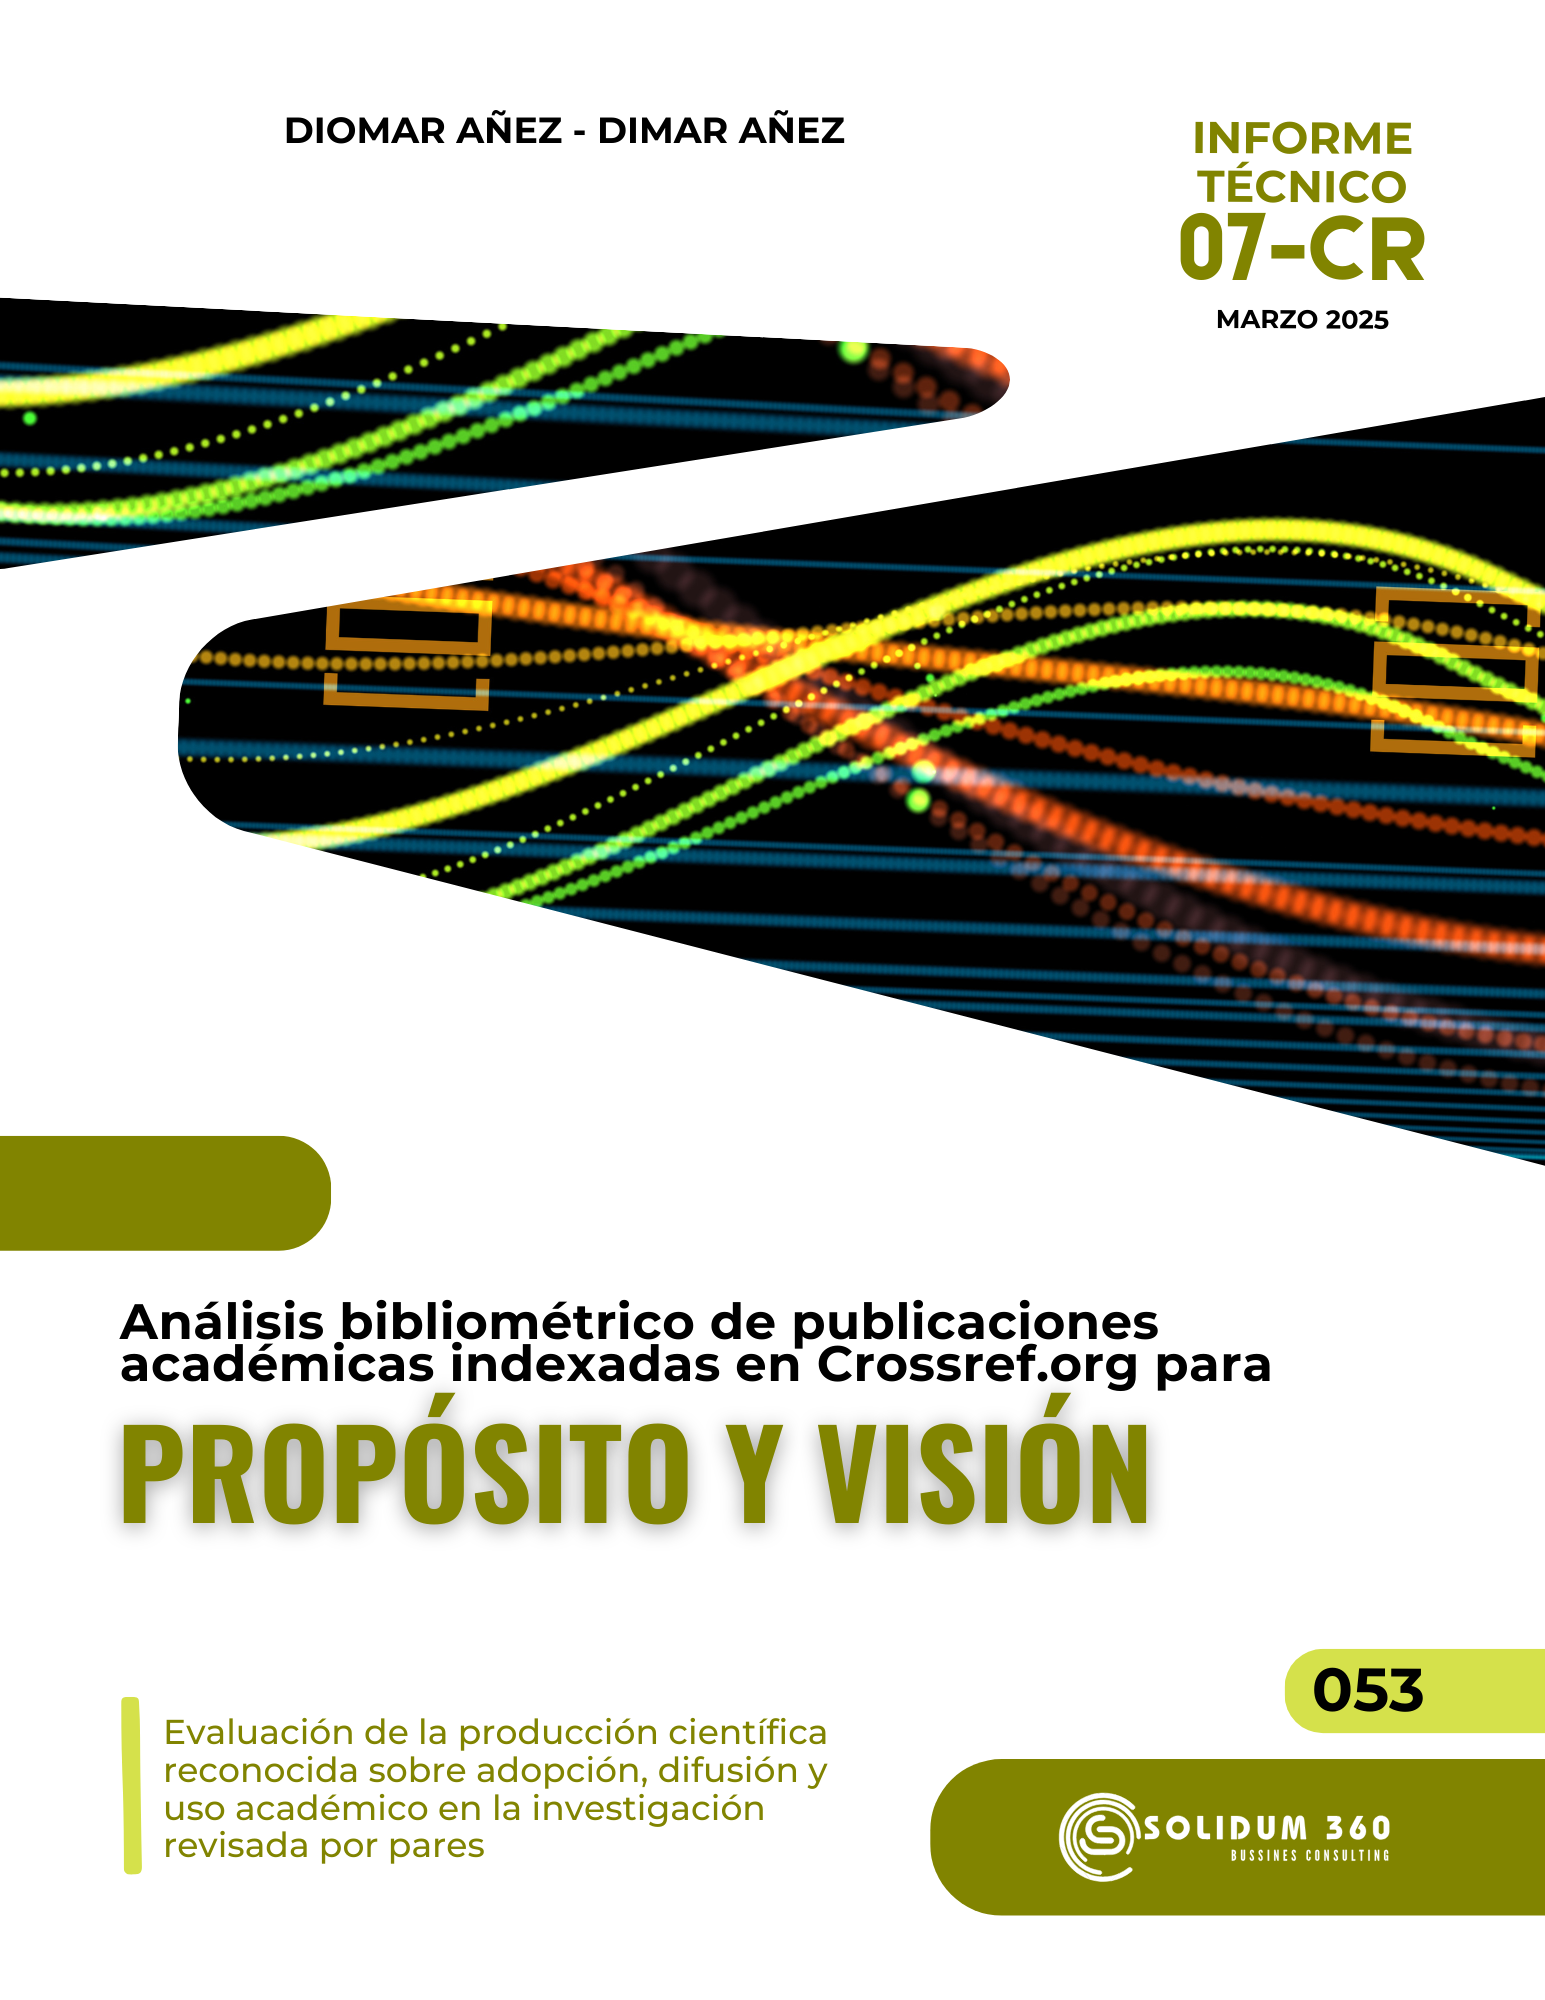 DIOMAR AÑEZ - DIMAR AÑEZ
INFORME
TÉCNICO
07-CR
MARZO 2025
Análisis bibliométrico de publicaciones
académicas indexadas en Crossref.org para
PROPÓSITO Y VISIÓN
053
Evaluación de la producción científica
reconocida sobre adopción, difusión y
uso académico en la investigación
revisada por pares
SOLIDUM 360
BUSSINES CONSULTING